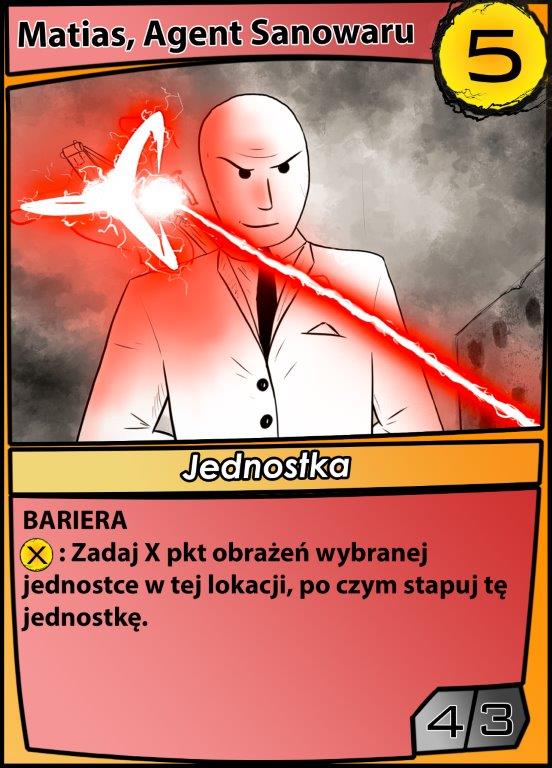 Matias, Agent Sanowaru
5
Jednostka
BARIERA
X : Zadaj X pkt obrażeń wybranej
jednostce w tej lokacji, po czym stapuj tę
jednostkę.
4 3